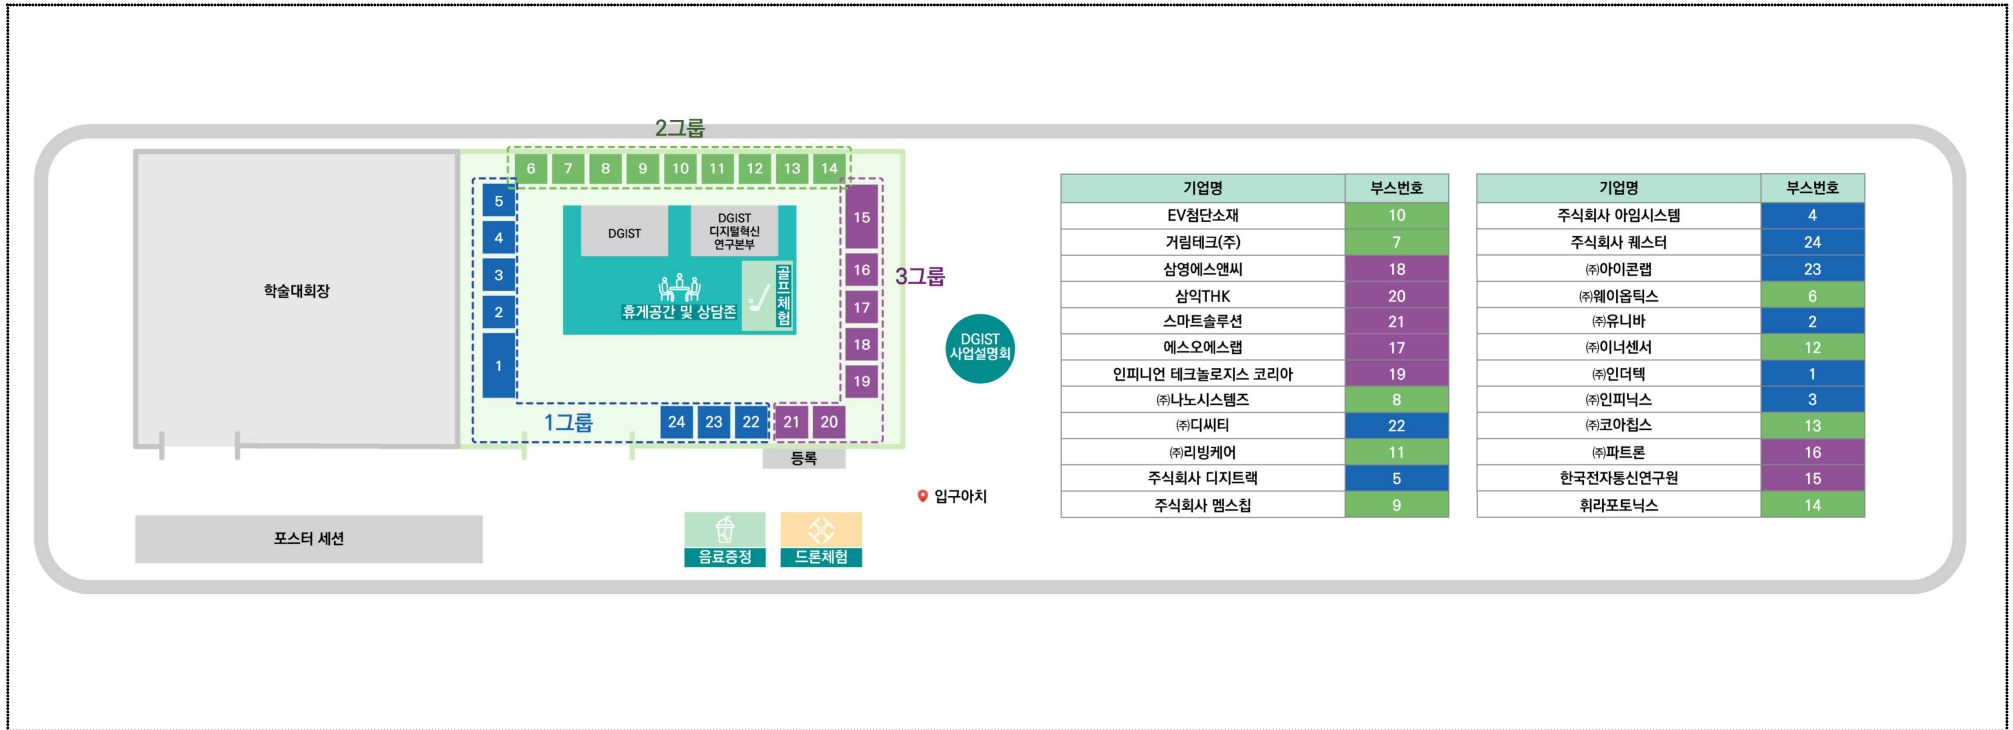 2그룹
6 7 8 9 10 11 12 13 14
5
4
3
2
1
학술대회장
DGIST
DGIST
디지털혁신
연구본부
휴게공간 및 상담존
골프체험
15
16
17
18
19
3그룹
1그룹
24 23 22 21 20
등록
DGIST
사업설명회
입구아치
포스터 세션
음료증정
드론체험
기업명 부스번호
EV첨단소재 10
거림테크(주) 7
삼영에스앤씨 18
삼익THK 20
스마트솔루션 21
에스오에스랩 17
인피니언 테크놀로지스 코리아 19
㈜나노시스템즈 8
㈜디씨티 22
㈜리빙케어 11
주식회사 디지트랙 5
주식회사 멤스칩 9
기업명 부스번호
주식회사 아임시스템 4
주식회사 퀘스터 24
㈜아이콘랩 23
㈜웨이옵틱스 6
㈜유니바 2
㈜이너센서 12
㈜인더텍 1
㈜인피닉스 3
㈜코아칩스 13
㈜파트론 16
한국전자통신연구원 15
휘라포토닉스 14